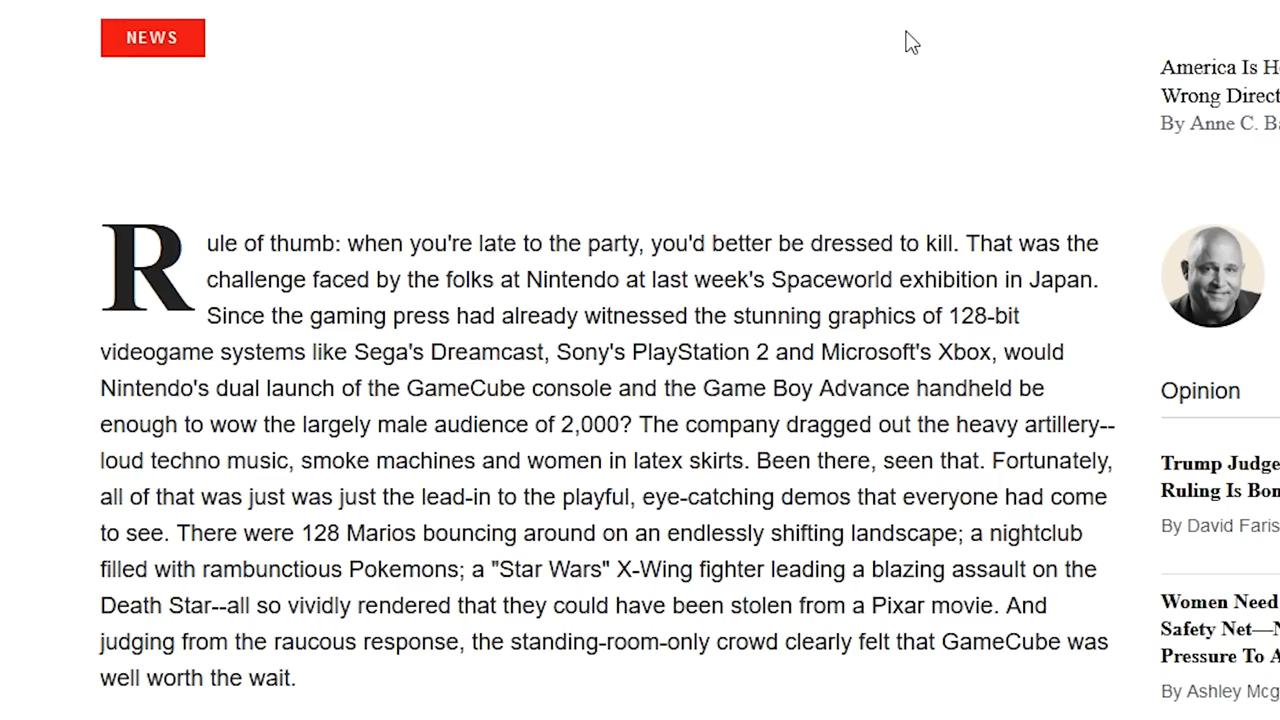 NEWS
Rule of thumb: when you're late to the party, you'd better be dressed to kill. That was the
challenge faced by the folks at Nintendo at last week's Spaceworld exhibition in Japan.
Since the gaming press had already witnessed the stunning graphics of 128-bit
videogame systems like Sega's Dreamcast, Sony's PlayStation 2 and Microsoft's Xbox, would
Nintendo's dual launch of the GameCube console and the Game Boy Advance handheld be
enough to wow the largely male audience of 2,000? The company dragged out the heavy artillery--
loud techno music, smoke machines and women in latex skirts. Been there, seen that. Fortunately,
all of that was just was just the lead-in to the playful, eye-catching demos that everyone had come
to see. There were 128 Marios bouncing around on an endlessly shifting landscape; a nightclub
filled with rambunctious Pokemons; a "Star Wars" X-Wing fighter leading a blazing assault on the
Death Star--all so vividly rendered that they could have been stolen from a Pixar movie. And
judging from the raucous response, the standing-room-only crowd clearly felt that GameCube was
well worth the wait.
America Is
Wrong
By Anne C.
Opinion
Trump Judge
Ruling Is
By David Faris
Women Need
Safety Net—
Pressure To
By Ashley